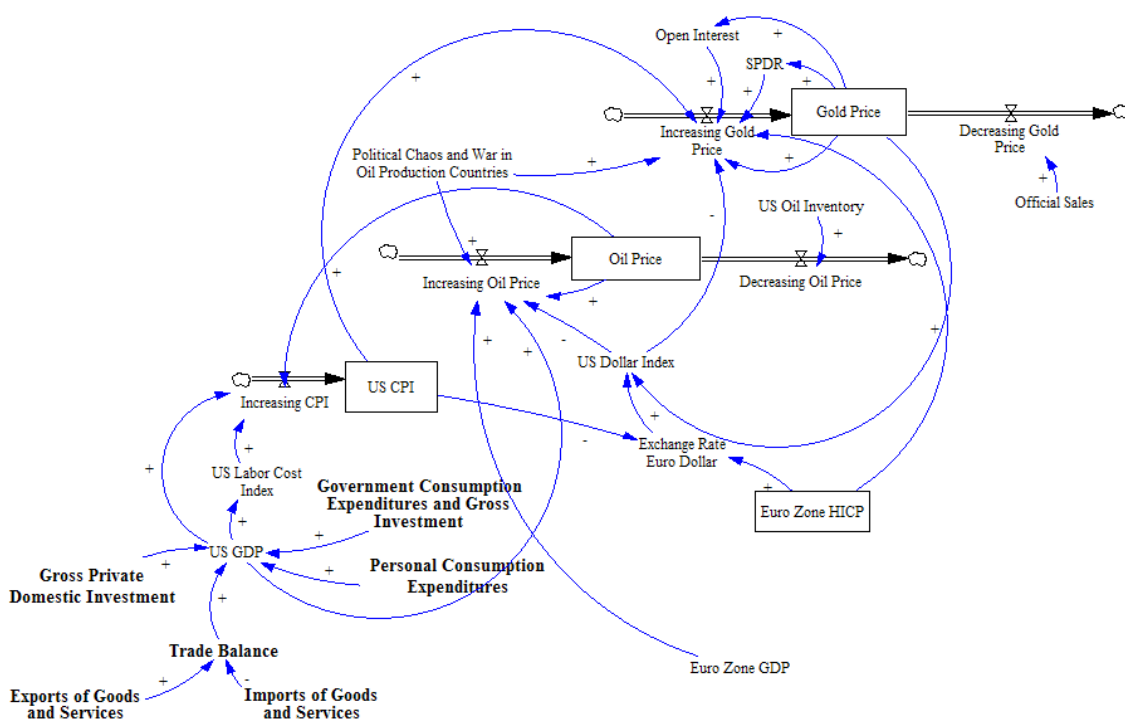 Open Interest
+
+
SPDR
+
+
+
Gold Price
Increasing Gold
Price
Decreasing Gold
Price
Political Chaos and War in
Oil Production Countries
+
+
+
Official Sales
US Oil Inventory
-
+
+
Oil Price
Increasing Oil Price
Decreasing Oil Price
+
+
+
+
-
+
US Dollar Index
US CPI
Increasing CPI
+
-
Exchange Rate
Euro Dollar
+
+
US Labor Cost
Index
+
Euro Zone HICP
Government Consumption
Expenditures and Gross
Investment
+
+
US GDP
+
+
Gross Private
Domestic Investment
Personal Consumption
Expenditures
+
Trade Balance
Euro Zone GDP
+
-
Exports of Goods
and Services
Imports of Goods
and Services